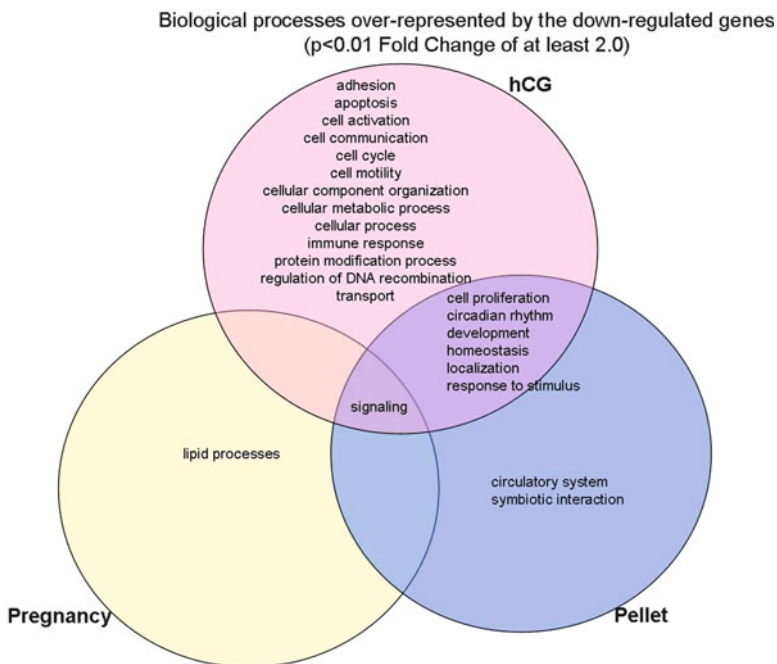 Biological processes over-represented by the down-regulated genes
(p<0.01 Fold Change of at least 2.0)
hCG
adhesion
apoptosis
cell activation
cell communication
cell cycle
cell motility
cellular component organization
cellular metabolic process
cellular process
immune response
protein modification process
regulation of DNA recombination
transport
cell proliferation
circadian rhythm
development
homeostasis
localization
response to stimulus
signaling
lipid processes
circulatory system
symbiotic interaction
Pregnancy
Pellet